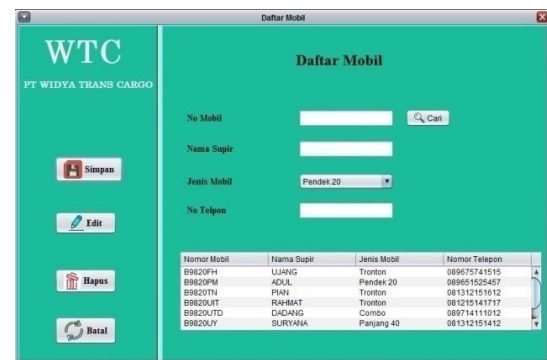 Daftar Mobil
WTC
PT WIDYA TRANS CARGO
Simpan
Edit
Hapus
Batal
Daftar Mobil
No Mobil
Cari
Nama Supir
Jenis Mobil Pendek 20
No Telpon
Nomor Mobil Nama Supir Jenis Mobil Nomor Telepon
B9820FH UJANG Tronton 089675741515
B9820PM ADUL Pendek 20 089651525457
B9820TN PIAN Tronton 081312151612
B9820UIT RAHMAT Tronton 081215141717
B9820UTD DADANG Combo 089714111012
B9820UY SURYANA Panjang 40 081312151412